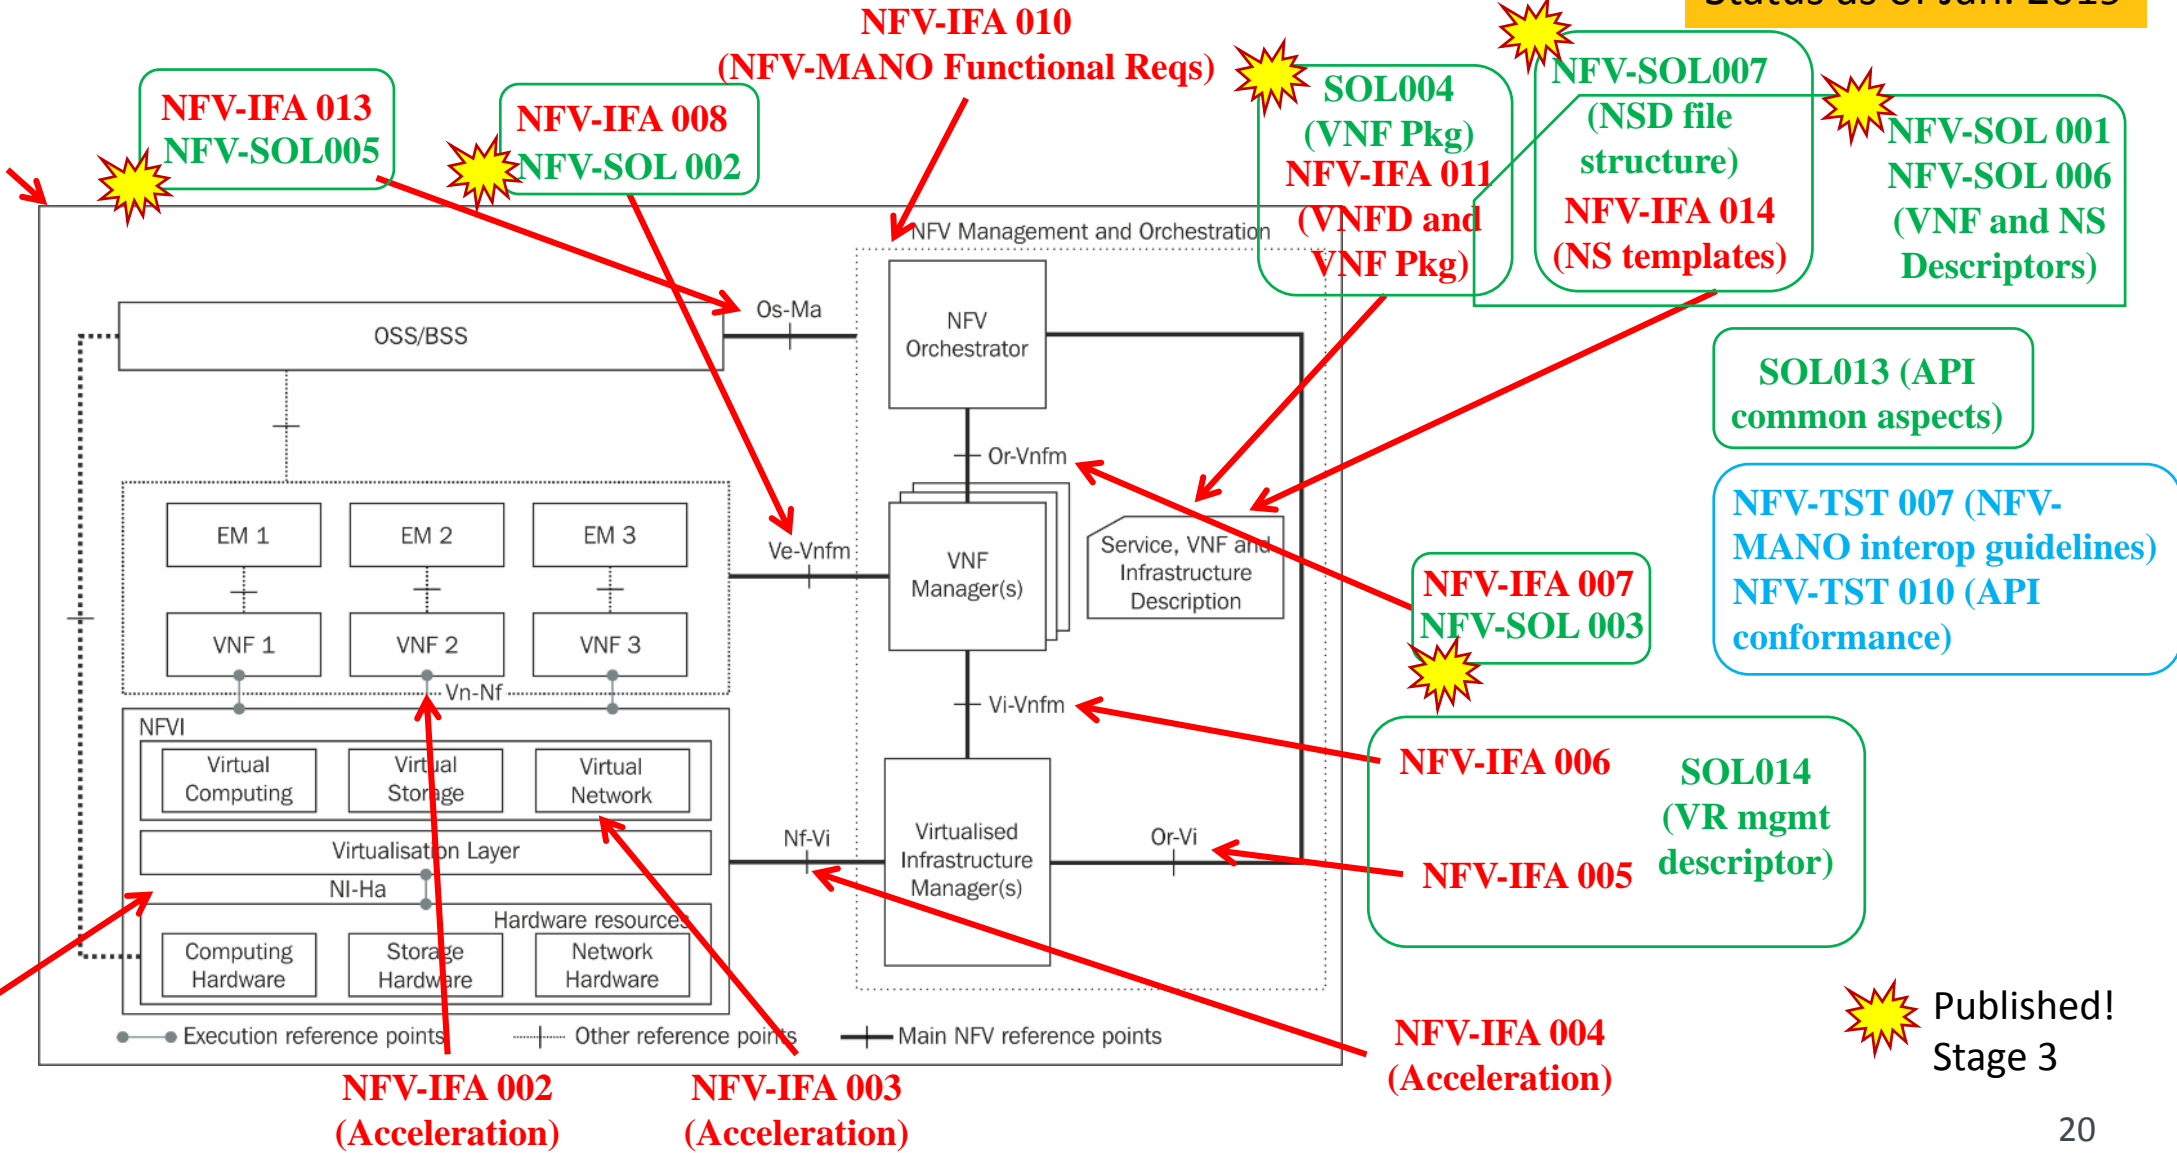 NFV-IFA 010
(NFV-MANO Functional Reqs)
NFV-IFA 013
NFV-SOL005
NFV-IFA 008
NFV-SOL 002
SOL004
(VNF Pkg)
NFV-IFA 011
(VNFD and
VNF Pkg)
NFV-SOL007
(NSD file
structure)
NFV-IFA 014
(NS templates)
NFV-SOL 001
NFV-SOL 006
(VNF and NS
Descriptors)
NFV Management and Orchestration
OSS/BSS
Os-Ma
NFV
Orchestrator
Or-Vnfm
SOL013 (API
common aspects)
NFV-TST 007 (NFV-
MANO interop guidelines)
NFV-TST 010 (API
conformance)
EM 1
EM 2
EM 3
Ve-Vnfm
VNF
Manager(s)
Service, VNF and
Infrastructure
Description
NFV-IFA 007
NFV-SOL 003
VNF 1
VNF 2
VNF 3
Vn-Nf
Vi-Vnfm
NFVI
Virtual
Computing
Virtual
Storage
Virtual
Network
NFV-IFA 006
SOL014
(VR mgmt
descriptor)
NFV-IFA 005
Virtualisation Layer
Nf-Vi
Virtualised
Infrastructure
Manager(s)
Or-Vi
NI-Ha
Hardware resources
Computing
Hardware
Storage
Hardware
Network
Hardware
Execution reference points
Other reference points
Main NFV reference points
NFV-IFA 002
(Acceleration)
NFV-IFA 003
(Acceleration)
NFV-IFA 004
(Acceleration)
Published!
Stage 3
20